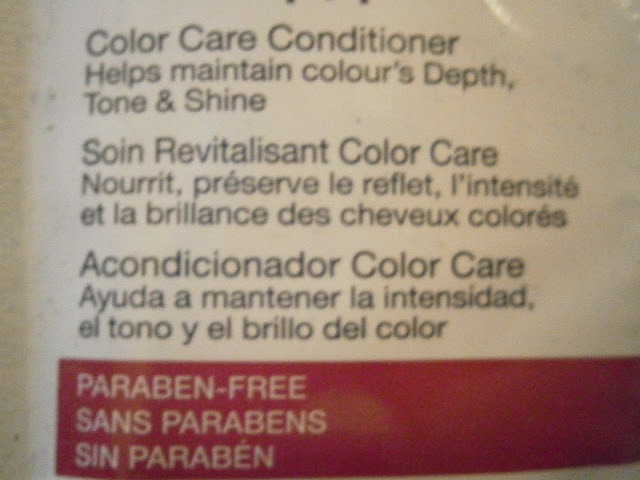 Color Care Conditioner
Helps maintain colour's Depth,
Tone & Shine
Soin Revitalisant Color Care
Nourrit, préserve le reflet, l'intensité
et la brillance des cheveux colorés
Acondicionador Color Care
Ayuda a mantener la intensidad,
el tono y el brillo del color
PARABEN-FREE
SANS PARABENS
SIN PARABÉN